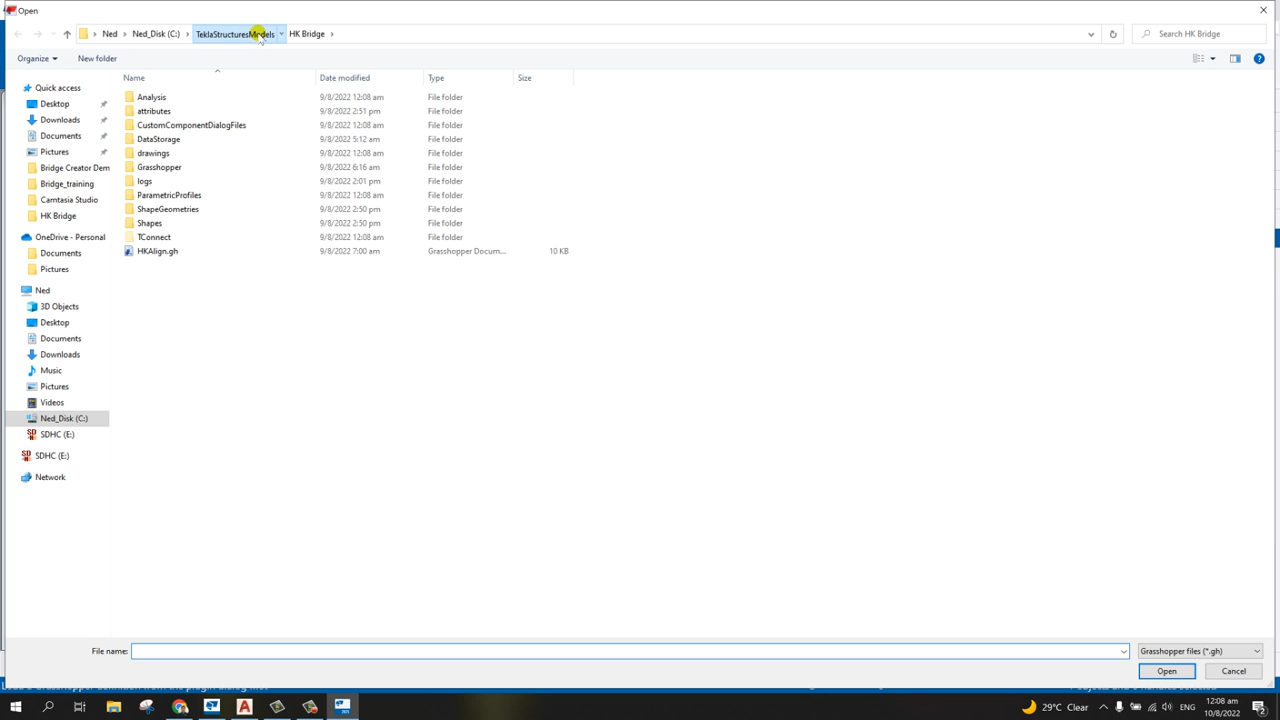 Open
Ned Ned_Disk (C:) TeklaStructuresModels HK Bridge Search HK Bridge
Organize New folder
Name Date modified Type Size
Quick access
Desktop
Downloads
Documents
Pictures
Bridge Creator Dem
Bridge_training
Camtasia Studio
HK Bridge
OneDrive - Personal
Documents
Pictures
Ned
3D Objects
Desktop
Documents
Downloads
Music
Pictures
Videos
Ned_Disk (C:)
SDHC (E:)
SDHC (E:)
Network
Analysis 9/8/2022 12:08 am File folder
attributes 9/8/2022 2:51 pm File folder
CustomComponentDialogFiles 9/8/2022 12:08 am File folder
DataStorage 9/8/2022 5:12 am File folder
drawings 9/8/2022 12:08 am File folder
Grasshopper 9/8/2022 6:16 am File folder
logs 9/8/2022 2:01 pm File folder
ParametricProfiles 9/8/2022 12:08 am File folder
ShapeGeometries 9/8/2022 2:50 pm File folder
Shapes 9/8/2022 2:50 pm File folder
TConnect 9/8/2022 12:08 am File folder
HKAlign.gh 9/8/2022 7:00 am Grasshopper Docum... 10 KB
File name: Grasshopper files (*.gh)
Open Cancel
29°C Clear ENG 12:08 am
10/8/2022 2